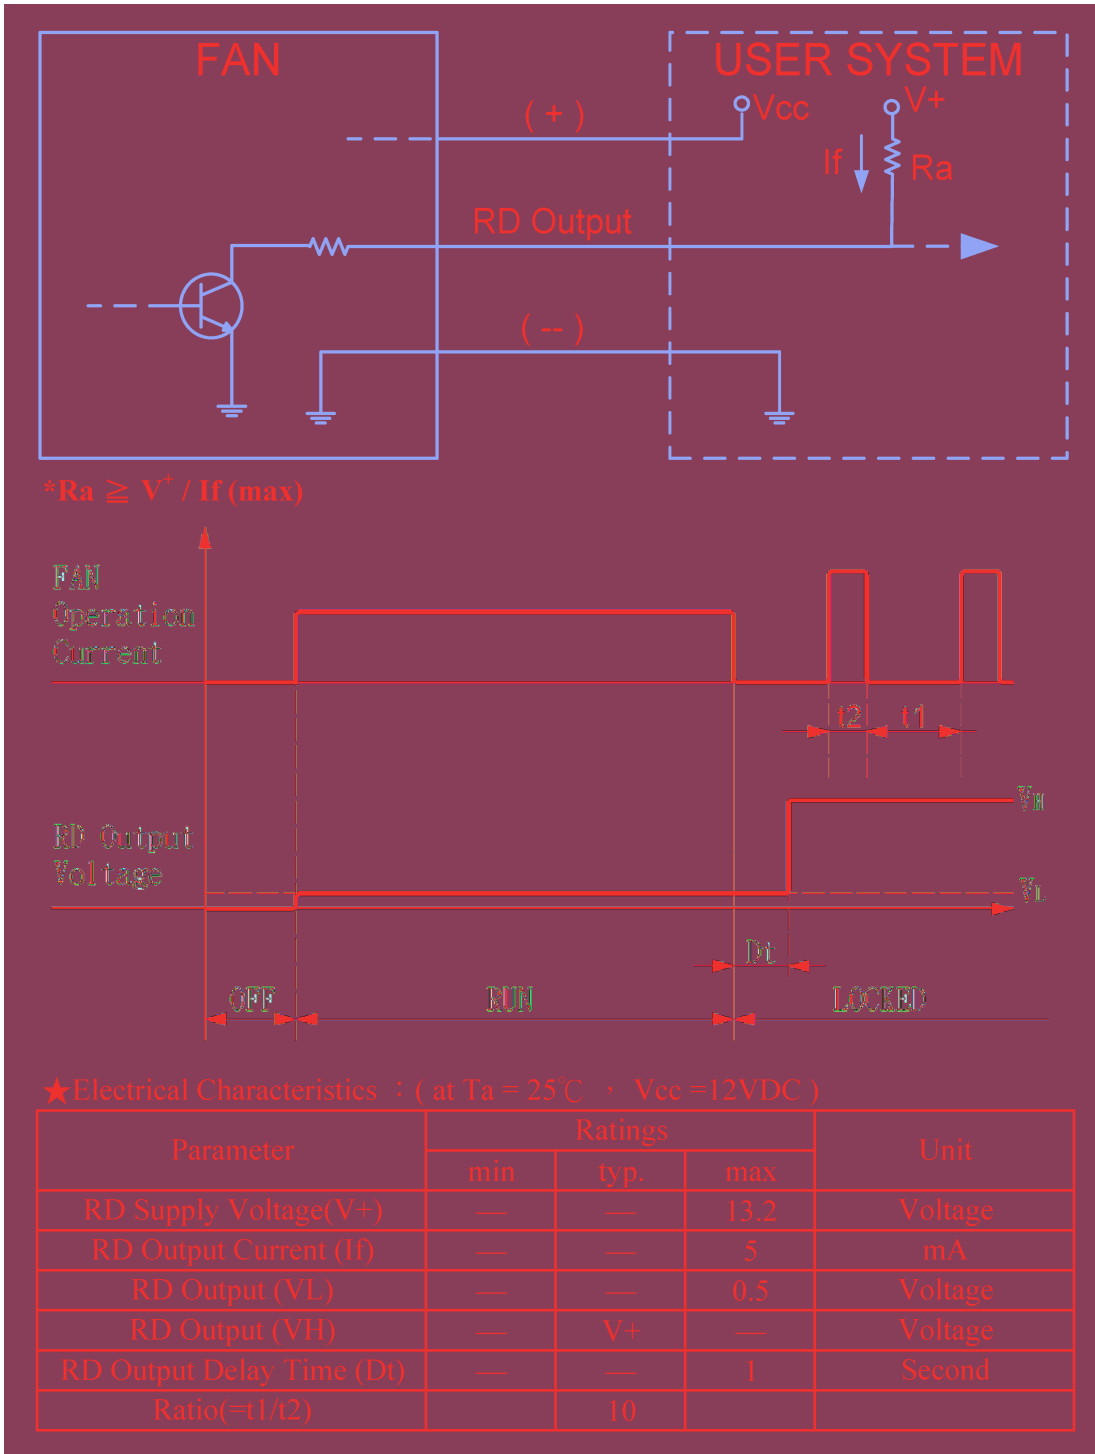 FAN
USER SYSTEM
( + )
Vcc
V+
If
Ra
RD Output
( -- )
*Ra ≧ V+ / If (max)
FAN
Operation
Current
t2
t1
VH
RD Output
Voltage
VL
Dt
OFF
RUN
LOCKED
★Electrical Characteristics ：( at Ta = 25℃ ， Vcc =12VDC )
Parameter Ratings Unit
min typ. max
RD Supply Voltage(V+) — — 13.2 Voltage
RD Output Current (If) — — 5 mA
RD Output (VL) — — 0.5 Voltage
RD Output (VH) — V+ — Voltage
RD Output Delay Time (Dt) — — 1 Second
Ratio(=t1/t2) 10